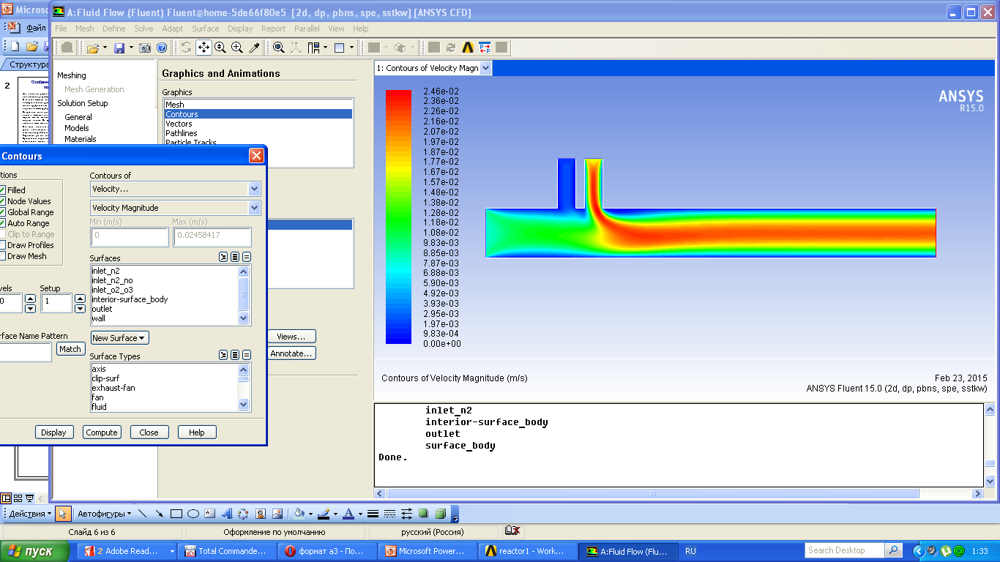 Microso
A:Fluid Flow (Fluent) Fluent@home-5de66f80e5 [2d, dp, pbns, spe, sstkw] [ANSYS CFD]
Файл
File Mesh Define Solve Adapt Surface Display Report Parallel View Help
Структура
2
Meshing
Mesh Generation
Solution Setup
General
Models
Materials
Graphics and Animations
Graphics
Mesh
Contours
Vectors
Pathlines
Particle Tracks
Views...
Annotate...
Contours
tions
Filled
Node Values
Global Range
Auto Range
Clip to Range
Draw Profiles
Draw Mesh
Contours of
Velocity...
Velocity Magnitude
Min (m/s) Max (m/s)
0 0.02458417
Surfaces
inlet_n2
inlet_n2_no
inlet_o2_o3
interior-surface_body
outlet
wall
vels Setup
0 1
New Surface
rface Name Pattern
Match
Surface Types
axis
clip-surf
exhaust-fan
fan
fluid
Display Compute Close Help
1: Contours of Velocity Magn
2.46e-02
2.36e-02
2.26e-02
2.16e-02
2.07e-02
1.97e-02
1.87e-02
1.77e-02
1.67e-02
1.57e-02
1.48e-02
1.38e-02
1.28e-02
1.18e-02
1.08e-02
9.83e-03
8.85e-03
7.87e-03
6.88e-03
5.90e-03
4.92e-03
3.93e-03
2.95e-03
1.97e-03
9.83e-04
0.00e+00
ANSYS
R15.0
Contours of Velocity Magnitude (m/s)
Feb 23, 2015
ANSYS Fluent 15.0 (2d, dp, pbns, spe, sstkw)
inlet_n2
interior-surface_body
outlet
surface_body
Done.
Действия Автофигуры
Слайд 6 из 6 Оформление по умолчанию русский (Россия)
пуск 2 Adobe Read... Total Commande... формат а3 - По... Microsoft Power... reactor1 - Work... A:Fluid Flow (Flu... RU Search Desktop 1:33